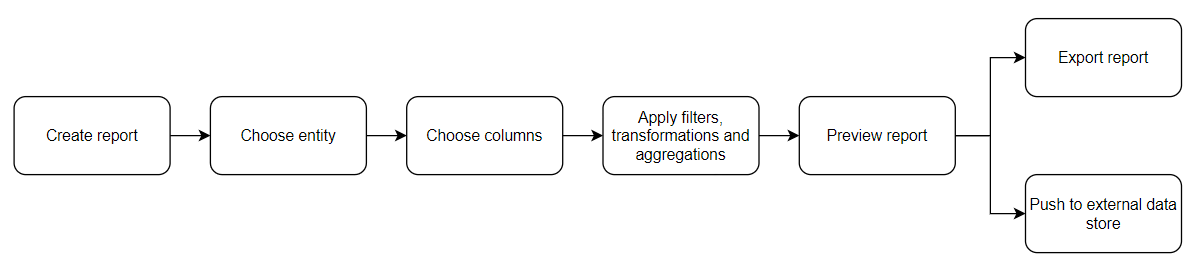 Create report
Choose entity
Choose columns
Apply filters,
transformations and
aggregations
Preview report
Export report
Push to external data
store